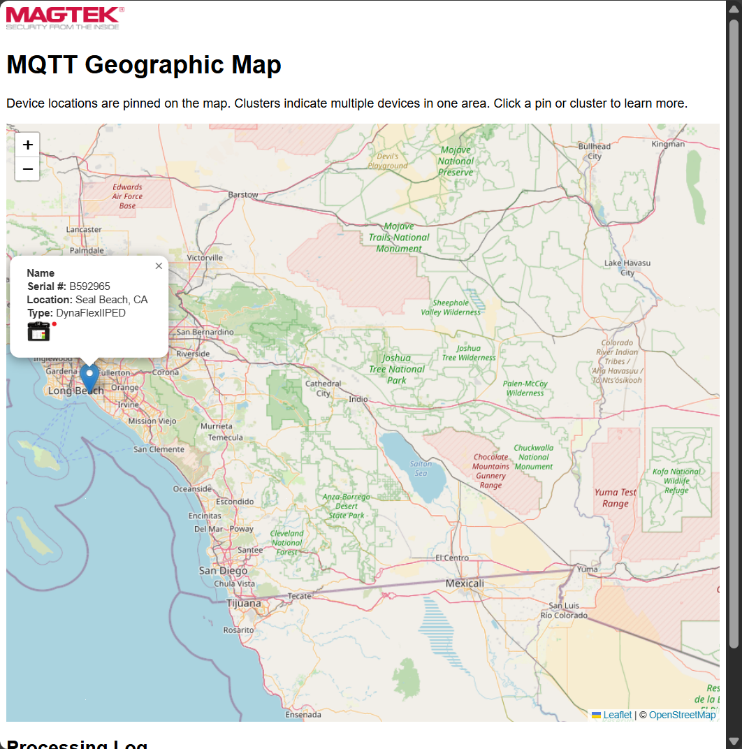 MAGTEK®
SECURITY FROM THE INSIDE
MQTT Geographic Map
Device locations are pinned on the map. Clusters indicate multiple devices in one area. Click a pin or cluster to learn more.
+
−
Devil's
Playground
Mojave
National
Preserve
Bullhead
City
Kingman
Edwards
Air Force
Base
Barstow
Lancaster
Palmdale
Mojave
Trails National
Monument
Victorville
Lake Havasu
City
×
Name
Serial #: B592965
Location: Seal Beach, CA
Type: DynaFlexIIPED
Sheephole
Valley Wilderness
San Bernardino
Riverside
Inglewood
Gardena
Fullerton
Corona
Long Beach
Orange
Irvine
Joshua
Tree National
Park
Joshua
Tree Wilderness
Colorado
River Indian
Tribes /
Cathedral
City
Indio
Palen-McCoy
Wilderness
Mission Viejo
Murrieta
Temecula
San Clemente
Salton
Sea
Chocolate
Mountains
Gunnery
Range
Chuckwalla
National
Monument
Kofa National
Wildlife
Refuge
Yuma Test
Range
Oceanside
Escondido
Encinitas
Del Mar
Poway
Anza-Borrego
Desert
State Park
Cleveland
National
Forest
Santee
San Diego
Chula Vista
El Centro
Mexicali
Yuma
Tijuana
Tecate
Rosarito
San Luis
Río Colorado
Ensenada
Res
de la
Leaflet | © OpenStreetMap
Processing Log